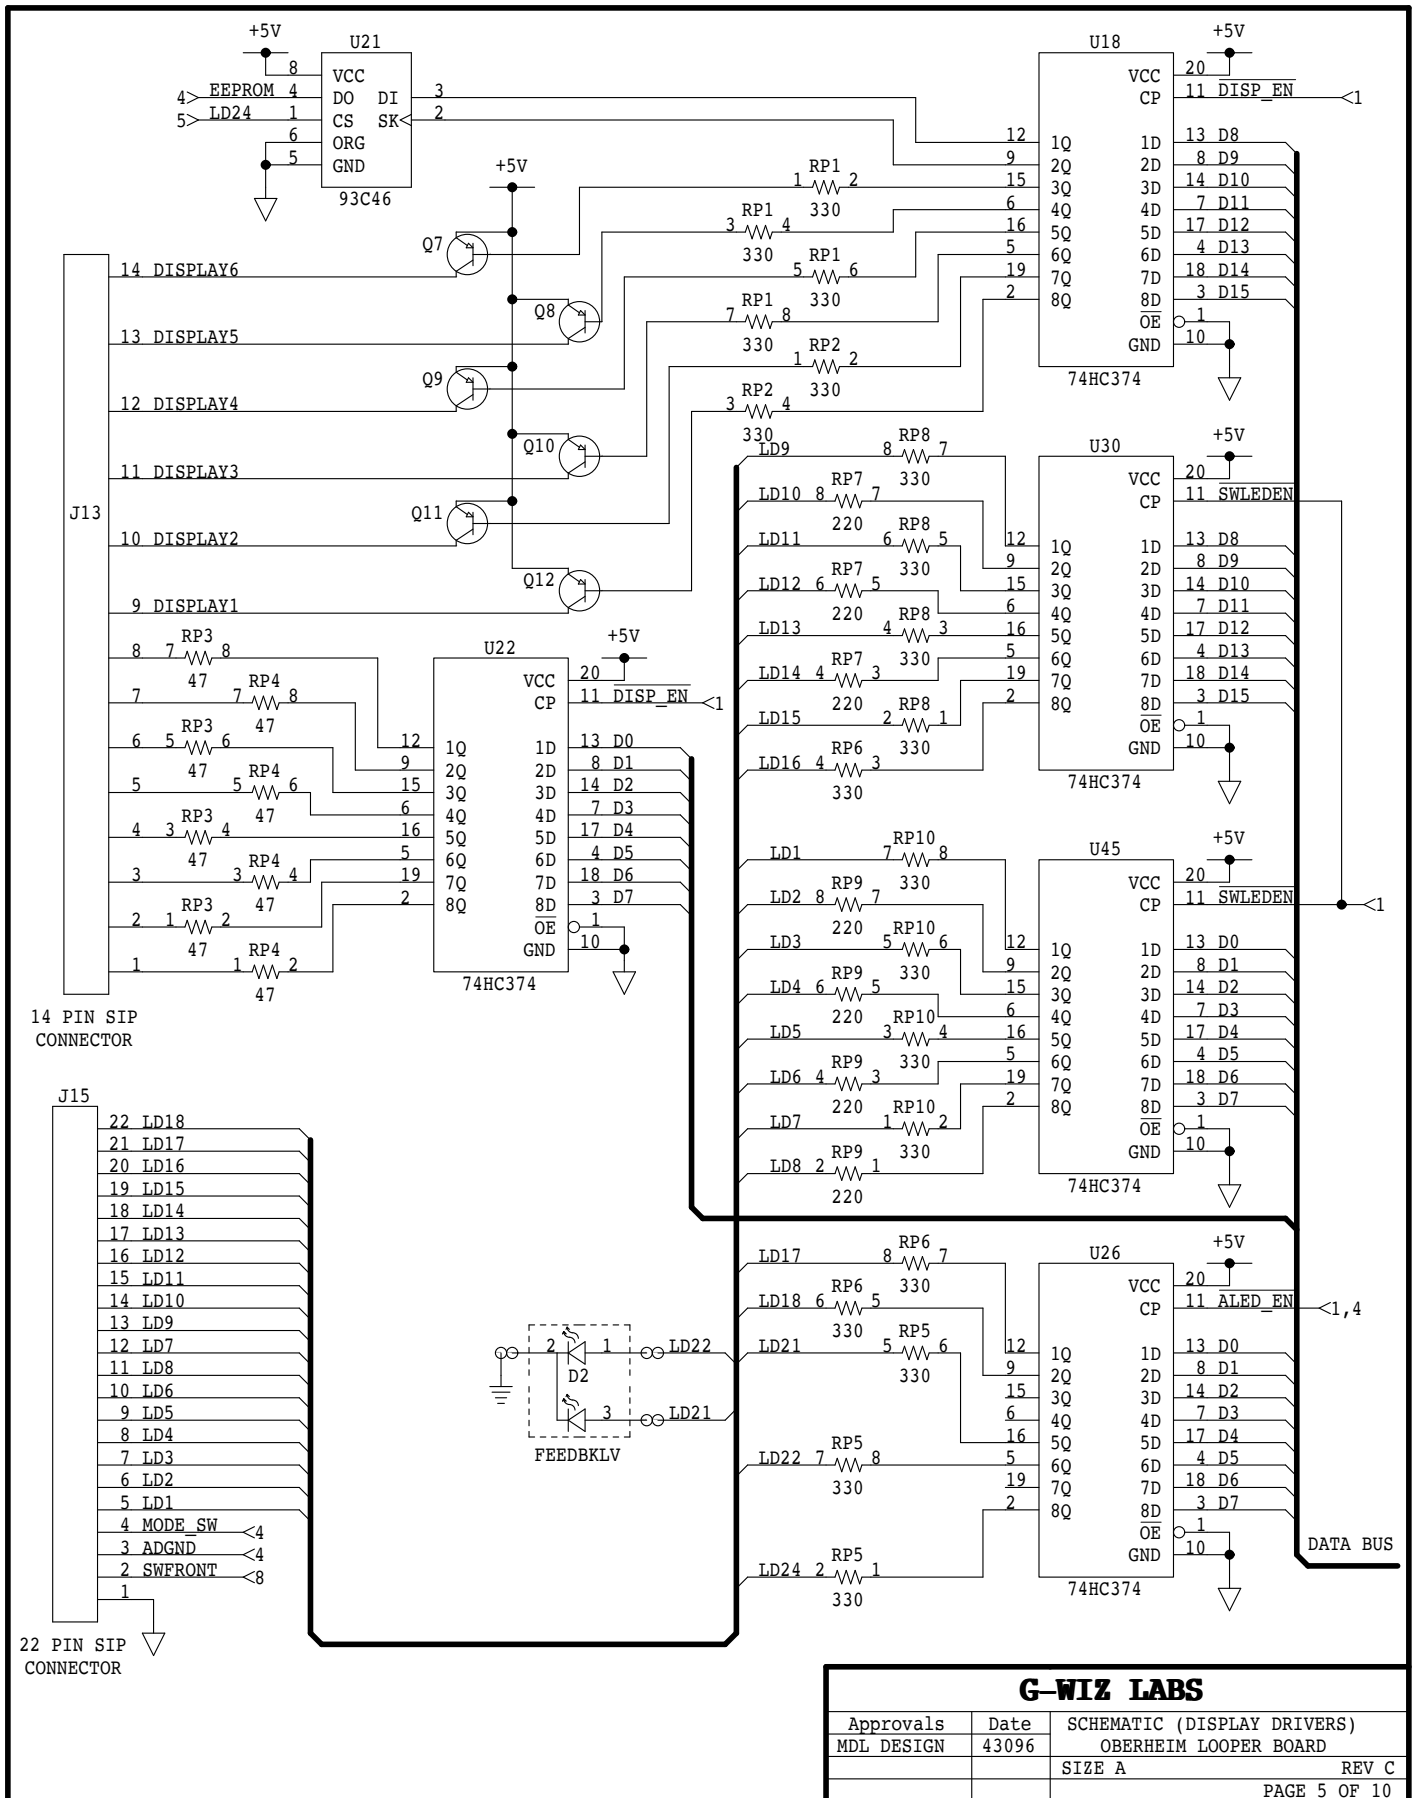 +5V
U21
8 VCC
4> EEPROM 4 DO DI 3
5> LD24 1 CS SK 2
6 ORG
5 GND
93C46
+5V
U18
+5V
VCC 20
CP 11 DISP_EN <1
12 1Q 1D 13 D8
9 2Q 2D 8 D9
15 3Q 3D 14 D10
6 4Q 4D 7 D11
16 5Q 5D 17 D12
5 6Q 6D 4 D13
19 7Q 7D 18 D14
2 8Q 8D 3 D15
OE 1
GND 10
74HC374
RP1
1 2
330
RP1
3 4
330
RP1
5 6
330
RP1
7 8
330
RP2
1 2
330
RP2
3 4
330
Q7
Q8
Q9
Q10
Q11
Q12
J13
14 DISPLAY6
13 DISPLAY5
12 DISPLAY4
11 DISPLAY3
10 DISPLAY2
9 DISPLAY1
8 7 RP3 8
47
7 7 RP4 8
47
6 5 RP3 6
47
5 5 RP4 6
47
4 3 RP3 4
47
3 3 RP4 4
47
2 1 RP3 2
47
1 1 RP4 2
47
14 PIN SIP
CONNECTOR
U22
+5V
VCC 20
CP 11 DISP_EN <1
12 1Q 1D 13 D0
9 2Q 2D 8 D1
15 3Q 3D 14 D2
6 4Q 4D 7 D3
16 5Q 5D 17 D4
5 6Q 6D 4 D5
19 7Q 7D 18 D6
2 8Q 8D 3 D7
OE 1
GND 10
74HC374
LD9 8 RP8 7
330
LD10 8 RP7 7
220
LD11 6 RP8 5
330
LD12 6 RP7 5
220
LD13 4 RP8 3
330
LD14 4 RP7 3
220
LD15 2 RP8 1
330
LD16 4 RP6 3
330
U30
+5V
VCC 20
CP 11 SWLEDEN
12 1Q 1D 13 D8
9 2Q 2D 8 D9
15 3Q 3D 14 D10
6 4Q 4D 7 D11
16 5Q 5D 17 D12
5 6Q 6D 4 D13
19 7Q 7D 18 D14
2 8Q 8D 3 D15
OE 1
GND 10
74HC374
LD1 7 RP10 8
330
LD2 8 RP9 7
220
LD3 5 RP10 6
330
LD4 6 RP9 5
220
LD5 3 RP10 4
330
LD6 4 RP9 3
220
LD7 1 RP10 2
330
LD8 2 RP9 1
220
U45
+5V
VCC 20
CP 11 SWLEDEN <1
12 1Q 1D 13 D0
9 2Q 2D 8 D1
15 3Q 3D 14 D2
6 4Q 4D 7 D3
16 5Q 5D 17 D4
5 6Q 6D 4 D5
19 7Q 7D 18 D6
2 8Q 8D 3 D7
OE 1
GND 10
74HC374
J15
22 LD18
21 LD17
20 LD16
19 LD15
18 LD14
17 LD13
16 LD12
15 LD11
14 LD10
13 LD9
12 LD7
11 LD8
10 LD6
9 LD5
8 LD4
7 LD3
6 LD2
5 LD1
4 MODE_SW <4
3 ADGND <4
2 SWFRONT <8
1
22 PIN SIP
CONNECTOR
2 1 LD22
D2
3 LD21
FEEDBKLV
LD17 8 RP6 7
330
LD18 6 RP6 5
330
LD21 5 RP5 6
330
LD22 7 RP5 8
330
LD24 2 RP5 1
330
U26
+5V
VCC 20
CP 11 ALED_EN <1,4
12 1Q 1D 13 D0
9 2Q 2D 8 D1
15 3Q 3D 14 D2
6 4Q 4D 7 D3
16 5Q 5D 17 D4
5 6Q 6D 4 D5
19 7Q 7D 18 D6
2 8Q 8D 3 D7
OE 1
GND 10
74HC374
DATA BUS
G-WIZ LABS
Approvals Date SCHEMATIC (DISPLAY DRIVERS)
MDL DESIGN 43096 OBERHEIM LOOPER BOARD
SIZE A REV C
PAGE 5 OF 10